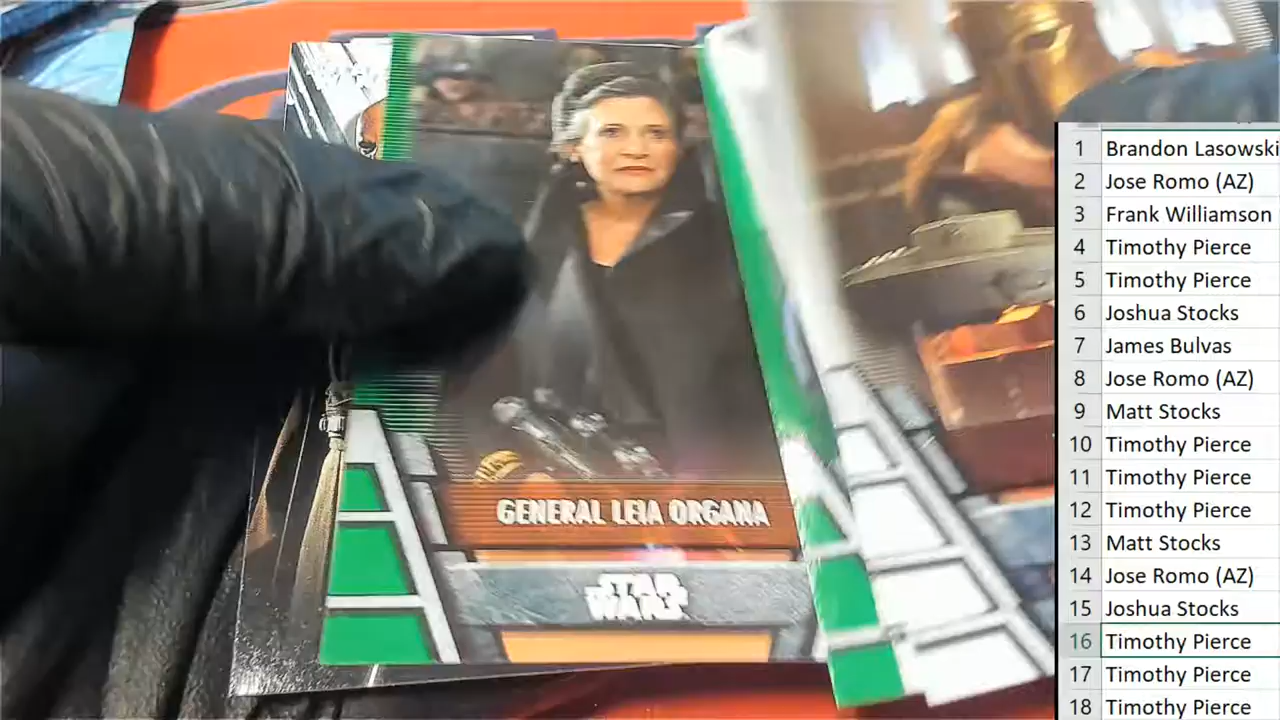 GENERAL LEIA ORGANA
STAR
WARS
1 Brandon Lasowski
2 Jose Romo (AZ)
3 Frank Williamson
4 Timothy Pierce
5 Timothy Pierce
6 Joshua Stocks
7 James Bulvas
8 Jose Romo (AZ)
9 Matt Stocks
10 Timothy Pierce
11 Timothy Pierce
12 Timothy Pierce
13 Matt Stocks
14 Jose Romo (AZ)
15 Joshua Stocks
16 Timothy Pierce
17 Timothy Pierce
18 Timothy Pierce